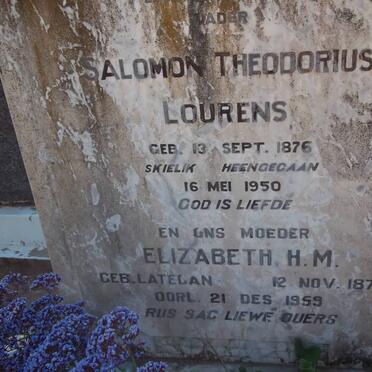 VADER
SALOMON THEODORIUS
LOURENS
GEB. 13 SEPT. 1876
SKIELIK HEENGEGAAN
16 MEI 1950
GOD IS LIEFDE
EN ONS MOEDER
ELIZABETH. H.M.
GEB. LATEGAN 12 NOV. 187
OORL. 21 DES 1959
RUS SAG LIEWE OUERS